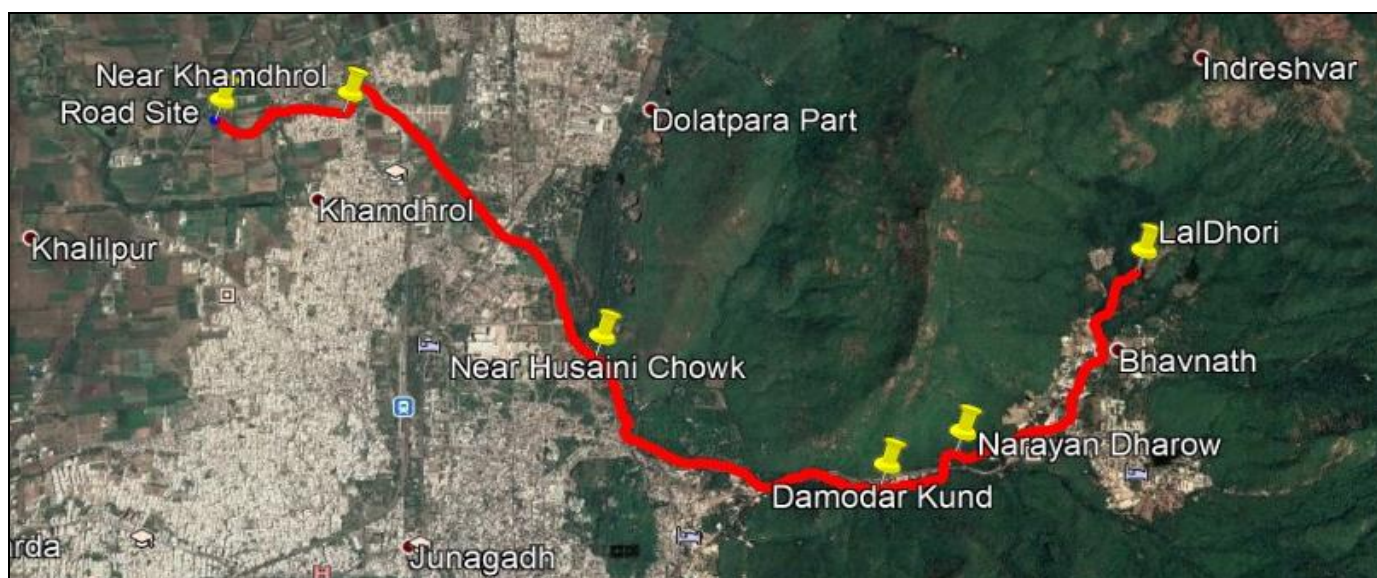 Indreshvar
Near Khamdhrol
Road Site
Dolatpara Part
Khamdhrol
Khalilpur
LalDhori
Near Husaini Chowk
Bhavnath
Narayan Dharow
Damodar Kund
arda
Junagadh
H